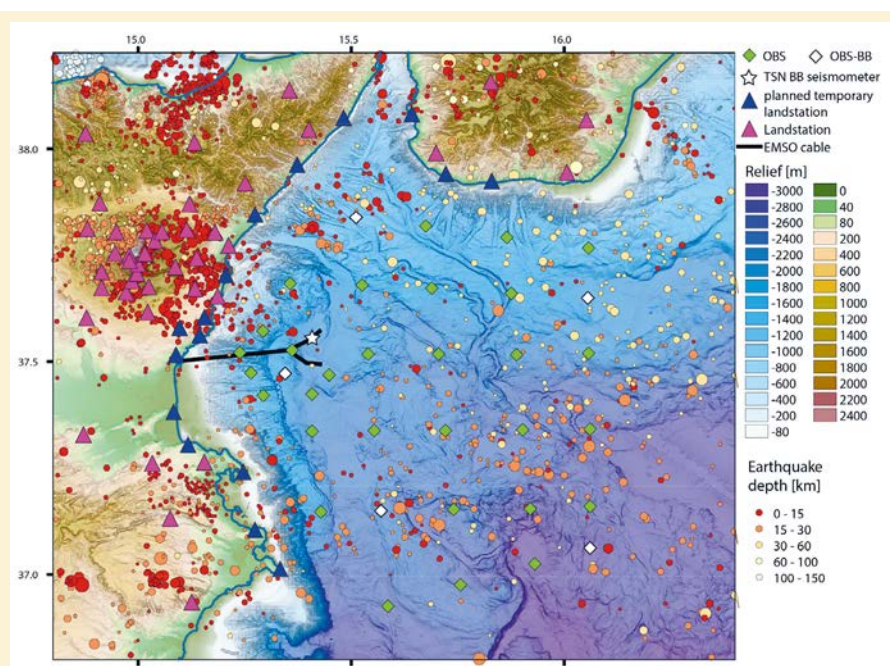 15.0 15.5 16.0
38.0
37.5
37.0
OBS OBS-BB
TSN BB seismometer
planned temporary
landstation
Landstation
EMSO cable
Relief [m]
-3000 0
-2800 40
-2600 80
-2400 200
-2200 400
-2000 600
-1800 800
-1600 1000
-1400 1200
-1200 1400
-1000 1600
-800 1800
-600 2000
-400 2200
-200 2400
-80
Earthquake
depth [km]
0 - 15
15 - 30
30 - 60
60 - 100
100 - 150